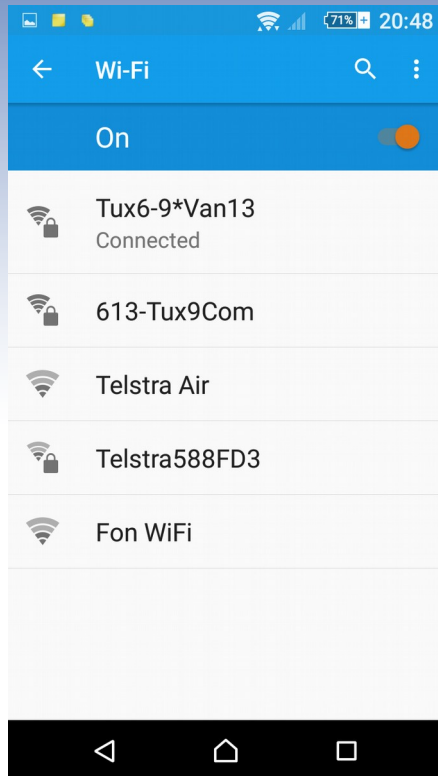 71% 20:48
Wi-Fi
On
Tux6-9*Van13
Connected
613-Tux9Com
Telstra Air
Telstra588FD3
Fon WiFi